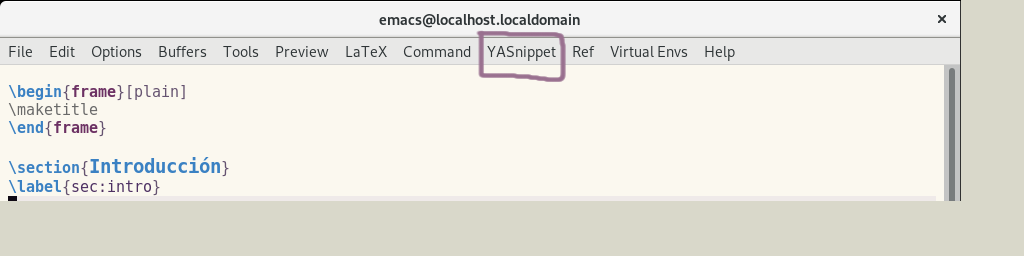 emacs@localhost.localdomain ×
File Edit Options Buffers Tools Preview LaTeX Command YASnippet Ref Virtual Envs Help
\begin{frame}[plain]
\maketitle
\end{frame}
\section{Introducción}
\label{sec:intro}